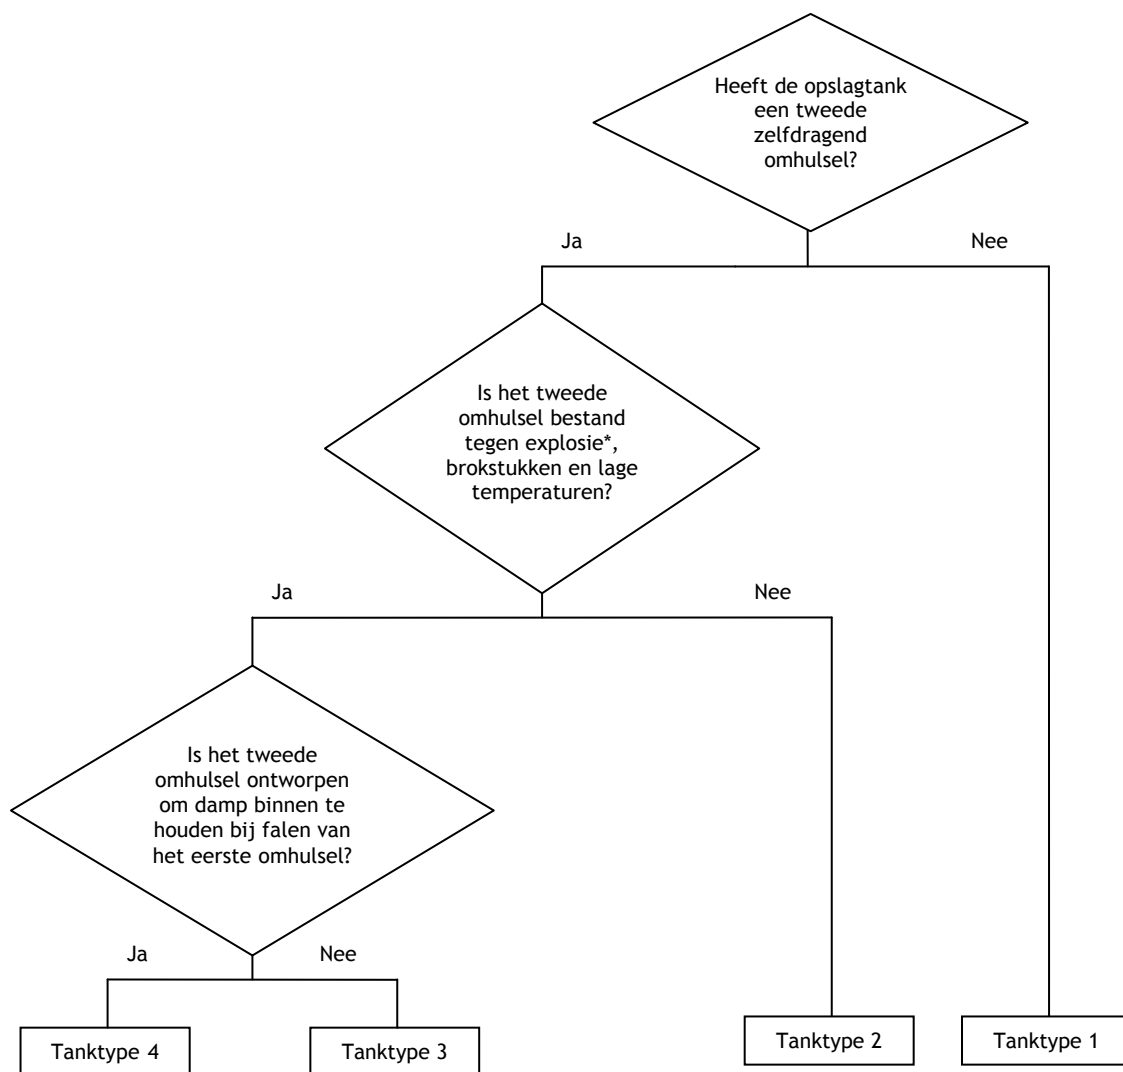 Heeft de opslagtank
een tweede
zelfdragend
omhulsel?
Ja
Nee
Is het tweede
omhulsel bestand
tegen explosie*,
brokstukken en lage
temperaturen?
Ja
Nee
Is het tweede
omhulsel ontworpen
om damp binnen te
houden bij falen van
het eerste omhulsel?
Ja
Nee
Tanktype 4
Tanktype 3
Tanktype 2
Tanktype 1